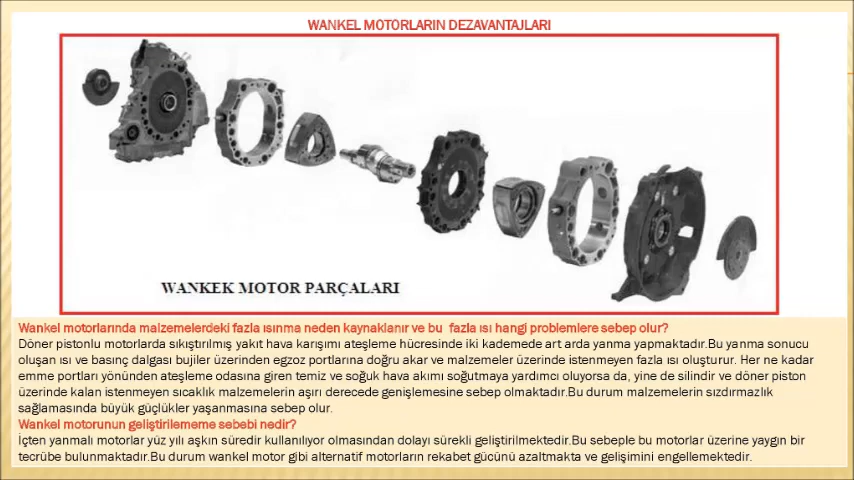 WANKEL MOTORLARIN DEZAVANTAJLARI
WANKEK MOTOR PARÇALARI
Wankel motorlarında malzemelerdeki fazla ısınma neden kaynaklanır ve bu fazla ısı hangi problemlere sebep olur?
Döner pistonlu motorlarda sıkıştırılmış yakıt hava karışımı ateşleme hücresinde iki kademede art arda yanma yapmaktadır.Bu yanma sonucu
oluşan ısı ve basınç dalgası bujiler üzerinden egzoz portlarına doğru akar ve malzemeler üzerinde istenmeyen fazla ısı oluşturur. Her ne kadar
emme portları yönünden ateşleme odasına giren temiz ve soğuk hava akımı soğutmaya yardımcı oluyorsa da, yine de silindir ve döner piston
üzerinde kalan istenmeyen sıcaklık malzemelerin aşırı derecede genişlemesine sebep olmaktadır.Bu durum malzemelerin sızdırmazlık
sağlamasında büyük güçlükler yaşanmasına sebep olur.
Wankel motorunun geliştirilememe sebebi nedir?
İçten yanmalı motorlar yüz yılı aşkın süredir kullanılıyor olmasından dolayı sürekli geliştirilmektedir.Bu sebeple bu motorlar üzerine yaygın bir
tecrübe bulunmaktadır.Bu durum wankel motor gibi alternatif motorların rekabet gücünü azaltmakta ve gelişimini engellemektedir.